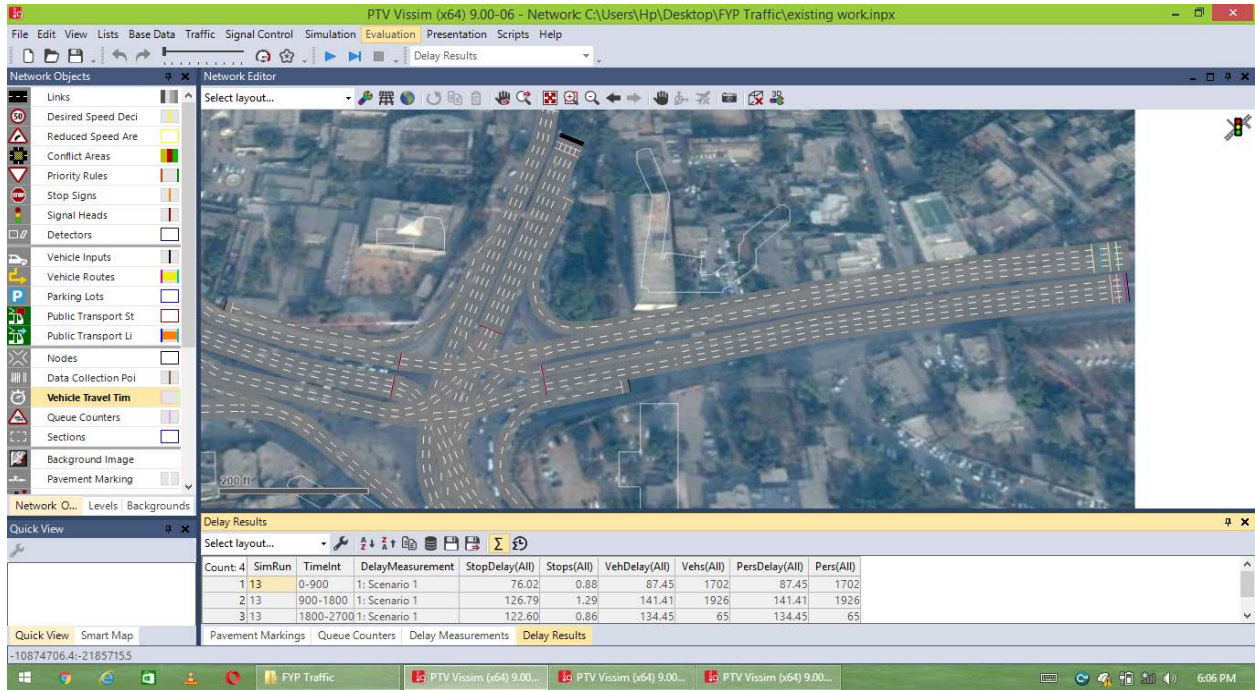 PTV Vissim (x64) 9.00-06 - Network: C:\Users\Hp\Desktop\FYP Traffic\existing work.inpx
File Edit View Lists Base Data Traffic Signal Control Simulation Evaluation Presentation Scripts Help
Delay Results
Network Objects
Network Editor
Select layout...
Links
50 Desired Speed Deci
Reduced Speed Are
Conflict Areas
Priority Rules
STOP Stop Signs
Signal Heads
Detectors
Vehicle Inputs
Vehicle Routes
P Parking Lots
Public Transport St
Public Transport Li
Nodes
Data Collection Poi
Vehicle Travel Tim
Queue Counters
Sections
Background Image
Pavement Marking
Network O... Levels Backgrounds
200 ft
Quick View
Quick View Smart Map
Delay Results
Select layout...
Count: 4 SimRun TimeInt DelayMeasurement StopDelay(All) Stops(All) VehDelay(All) Vehs(All) PersDelay(All) Pers(All)
1 13 0-900 1: Scenario 1 76.02 0.88 87.45 1702 87.45 1702
2 13 900-1800 1: Scenario 1 126.79 1.29 141.41 1926 141.41 1926
3 13 1800-2700 1: Scenario 1 122.60 0.86 134.45 65 134.45 65
Pavement Markings Queue Counters Delay Measurements Delay Results
-10874706.4:-2185715.5
FYP Traffic PTV Vissim (x64) 9.00... PTV Vissim (x64) 9.00... PTV Vissim (x64) 9.00... 6:06 PM